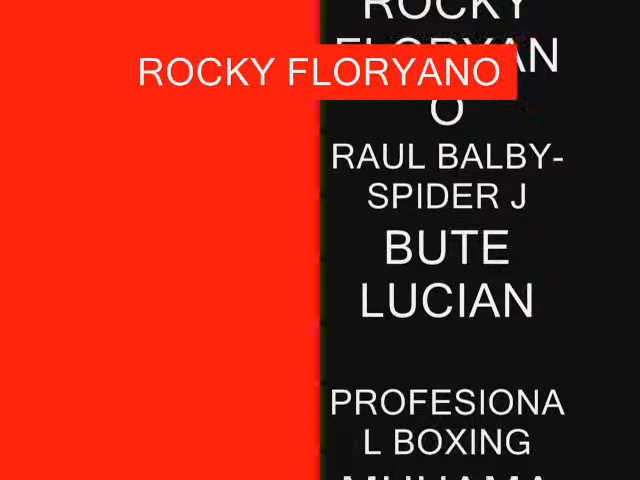 ROCKY
FLORYAN
ROCKY FLORYANO
O
RAUL BALBY-
SPIDER J
BUTE
LUCIAN
PROFESIONA
L BOXING